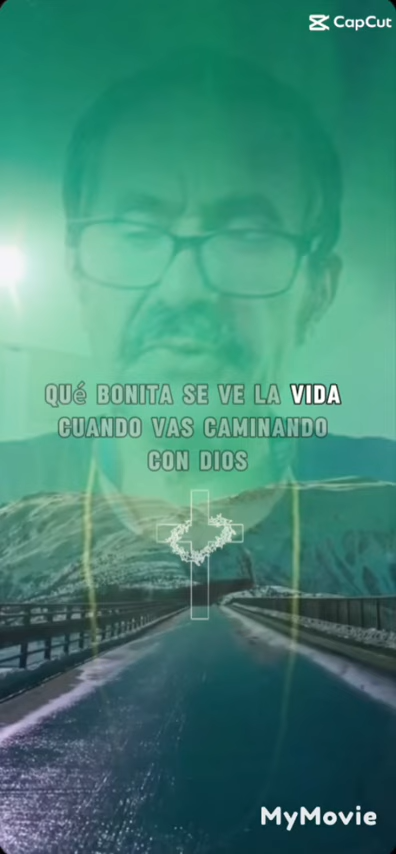 CapCut
QUé BONITA SE VE LA VIDA
CUANDO VAS CAMINANDO
CON DIOS
MyMovie